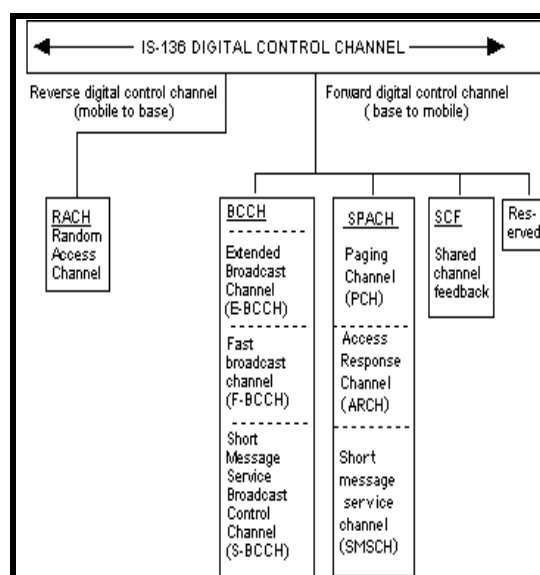 IS-136 DIGITAL CONTROL CHANNEL
Reverse digital control channel
(mobile to base)
Forward digital control channel
( base to mobile)
RACH
Random
Access
Channel
BCCH
Extended
Broadcast
Channel
(E-BCCH)
Fast
broadcast
channel
(F-BCCH)
Short
Message
Service
Broadcast
Control
Channel
(S-BCCH)
SPACH
Paging
Channel
(PCH)
Access
Response
Channel
(ARCH)
Short
message
service
channel
(SMSCH)
SCF
Shared
channel
feedback
Res-
erved